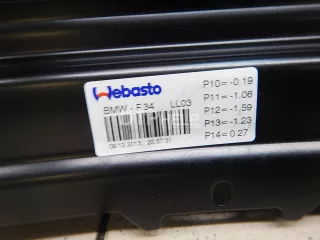 Webasto
BMW - F34 LL03
P10= -0.19
P11= -1.06
P12= -1.59
P13= -1.23
P14= 0.27